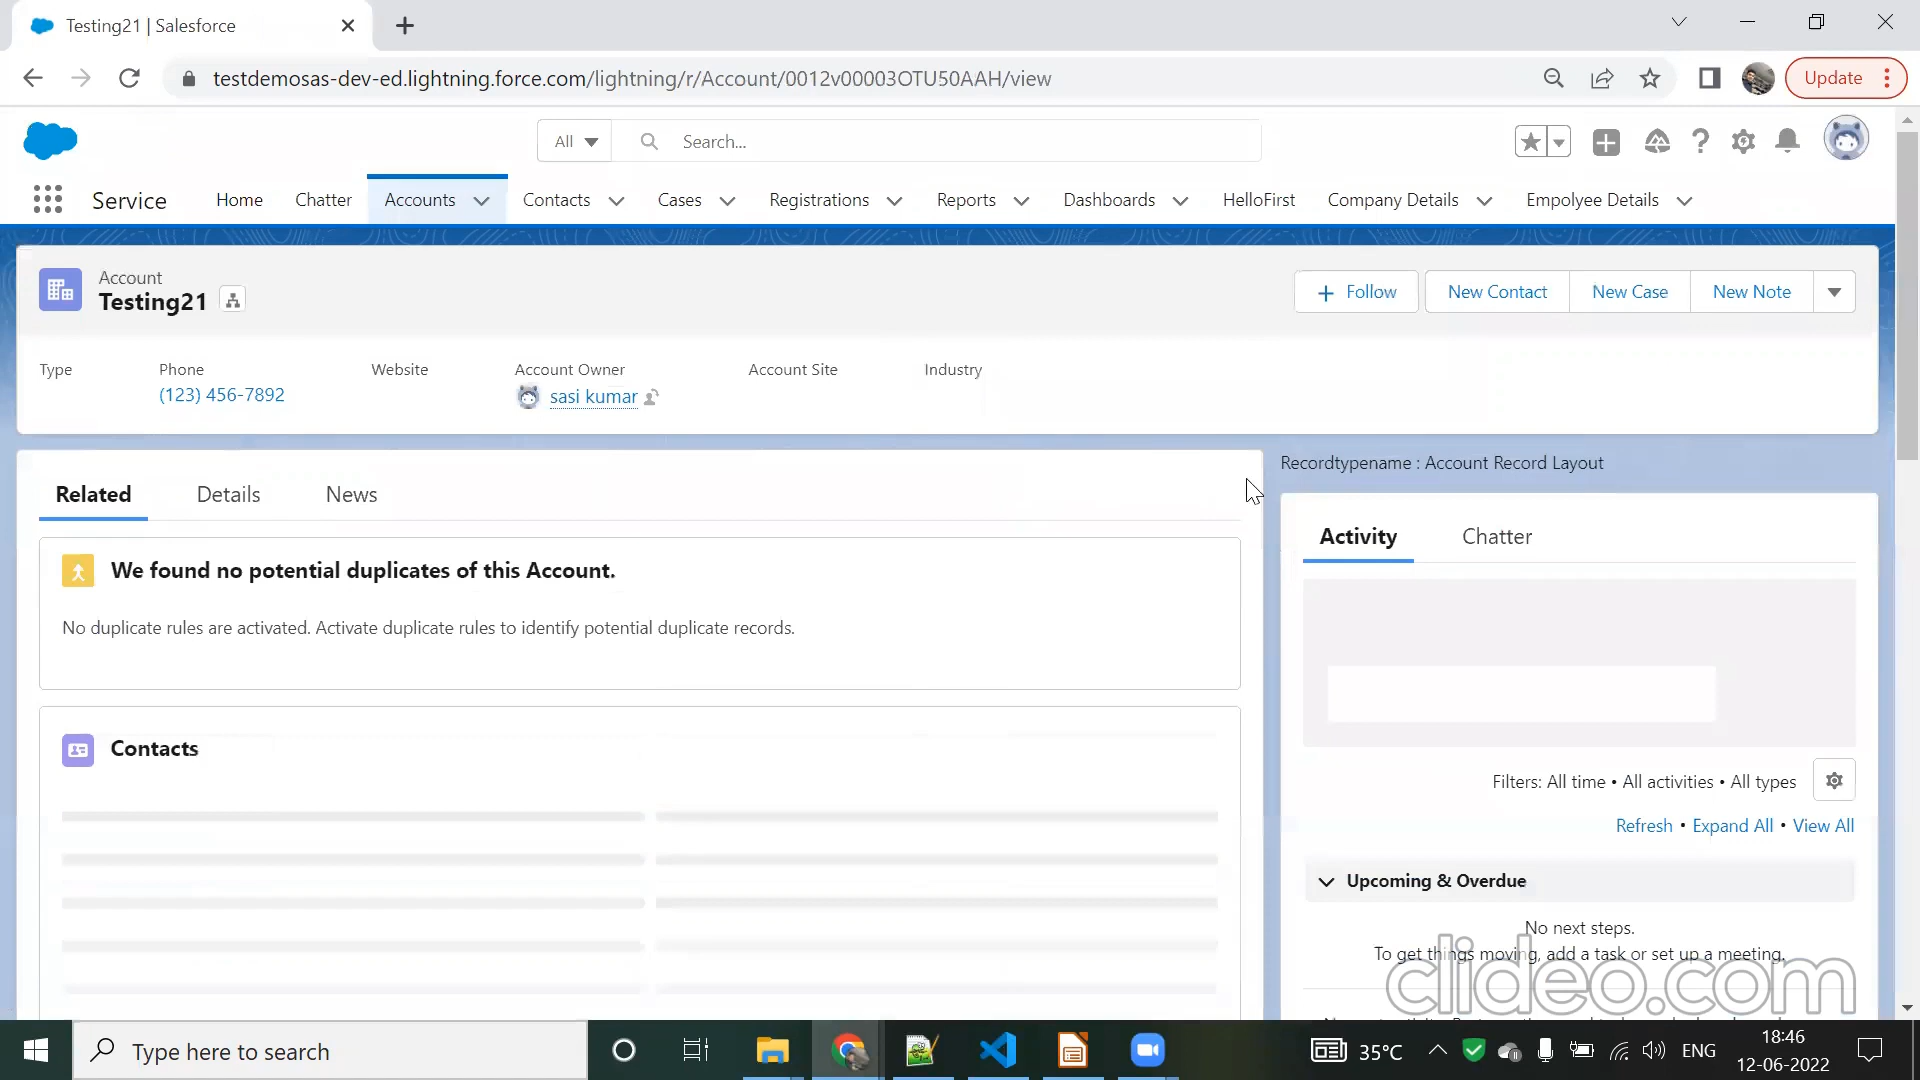 Testing21 | Salesforce
testdemosas-dev-ed.lightning.force.com/lightning/r/Account/0012v00003OTU50AAH/view
Update
All
Search...
Service
Home
Chatter
Accounts
Contacts
Cases
Registrations
Reports
Dashboards
HelloFirst
Company Details
Empolyee Details
Account
Testing21
Follow
New Contact
New Case
New Note
Type
Phone
Website
Account Owner
Account Site
Industry
(123) 456-7892
sasi kumar
Related
Details
News
Recordtypename : Account Record Layout
We found no potential duplicates of this Account.
No duplicate rules are activated. Activate duplicate rules to identify potential duplicate records.
Contacts
Activity
Chatter
Filters: All time • All activities • All types
Refresh • Expand All • View All
Upcoming & Overdue
No next steps.
To get things moving, add a task or set up a meeting.
clideo.com
Type here to search
35°C
ENG
18:46
12-06-2022